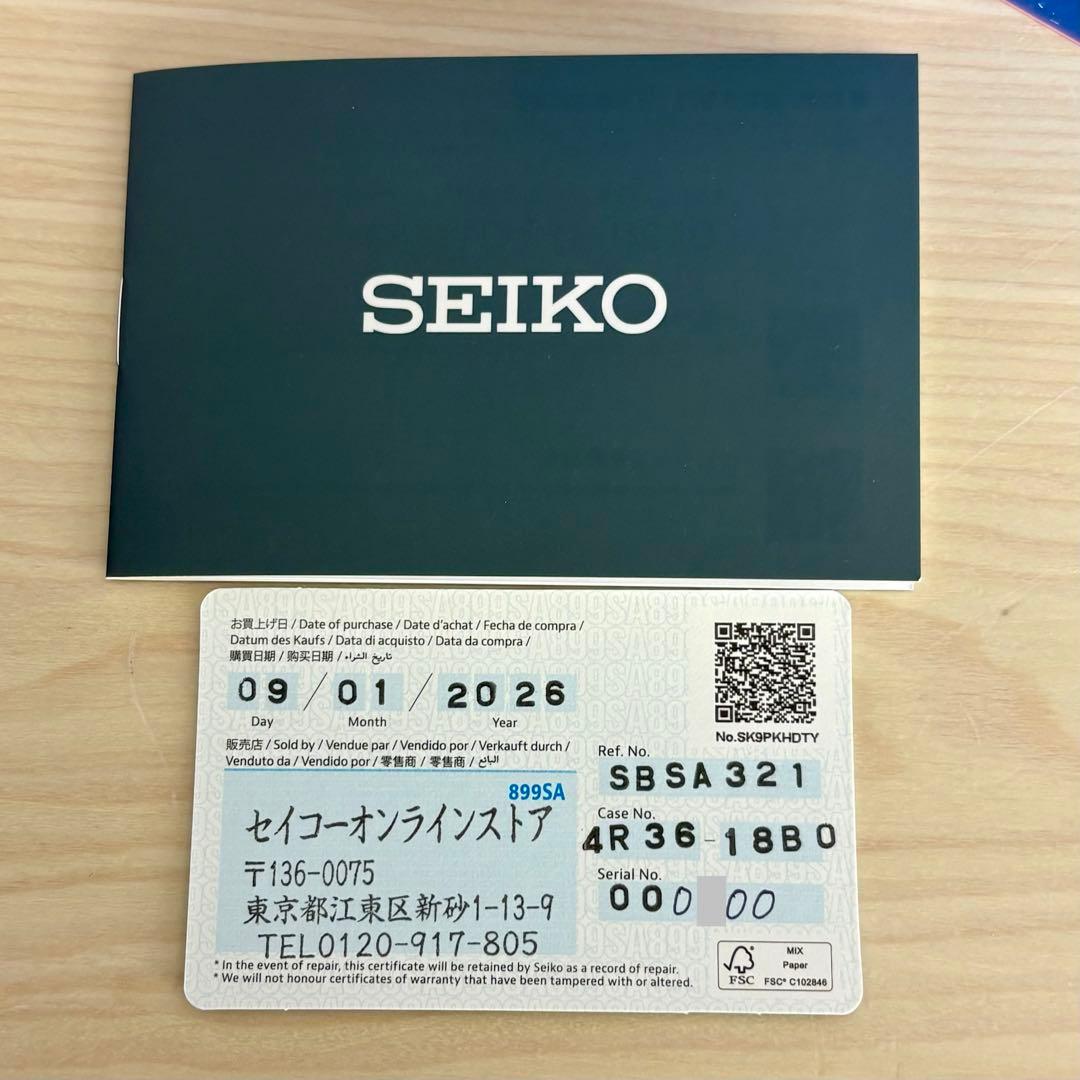 SEIKO
お買上げ日 / Date of purchase / Date d'achat / Fecha de compra /
Datum des Kaufs / Data di acquisto / Data da compra /
購買日期 / 购买日期 / تاريخ الشراء
09 / 01 / 2026
Day Month Year
No.SK9PKHDTY
販売店 / Sold by / Vendue par / Vendido por / Verkauft durch /
Venduto da / Vendido por / 零售商 / 零售商 / البائع
899SA
セイコーオンラインストア
〒136-0075
東京都江東区新砂1-13-9
TEL0120-917-805
Ref. No.
SBSA321
Case No.
4R36-18B0
Serial No.
000 00
* In the event of repair, this certificate will be retained by Seiko as a record of repair.
* We will not honour certificates of warranty that have been tampered with or altered.
FSC
MIX
Paper
FSC® C102846